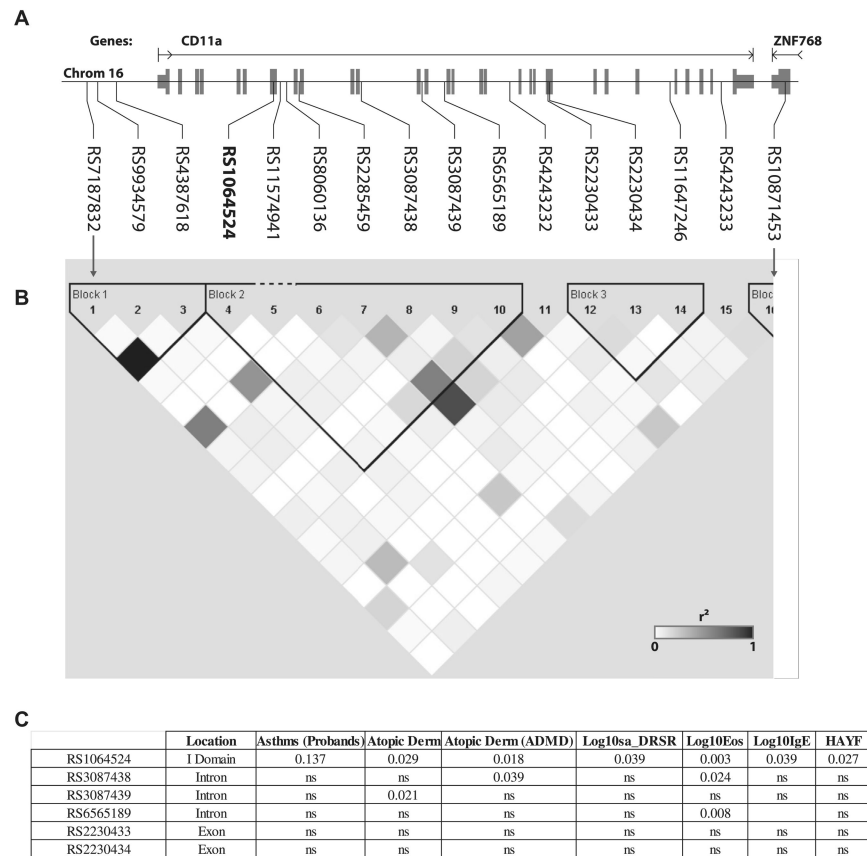 A
Genes: CD11a ZNF768
Chrom 16
RS7187832
RS9934579
RS4387618
RS1064524
RS11574941
RS8060136
RS2285459
RS3087438
RS3087439
RS6565189
RS4243232
RS2230433
RS2230434
RS11647246
RS4243233
RS10871453
B
Block 1 Block 2 Block 3 Bloc
1 2 3 4 5 6 7 8 9 10 11 12 13 14 15 16
r²
0 1
C
Location Asthms (Probands) Atopic Derm Atopic Derm (ADMD) Log10sa_DRSR Log10Eos Log10IgE HAYF
RS1064524 I Domain 0.137 0.029 0.018 0.039 0.003 0.039 0.027
RS3087438 Intron ns ns 0.039 ns 0.024 ns ns
RS3087439 Intron ns 0.021 ns ns ns ns ns
RS6565189 Intron ns ns ns ns 0.008 ns
RS2230433 Exon ns ns ns ns ns ns ns
RS2230434 Exon ns ns ns ns ns ns ns